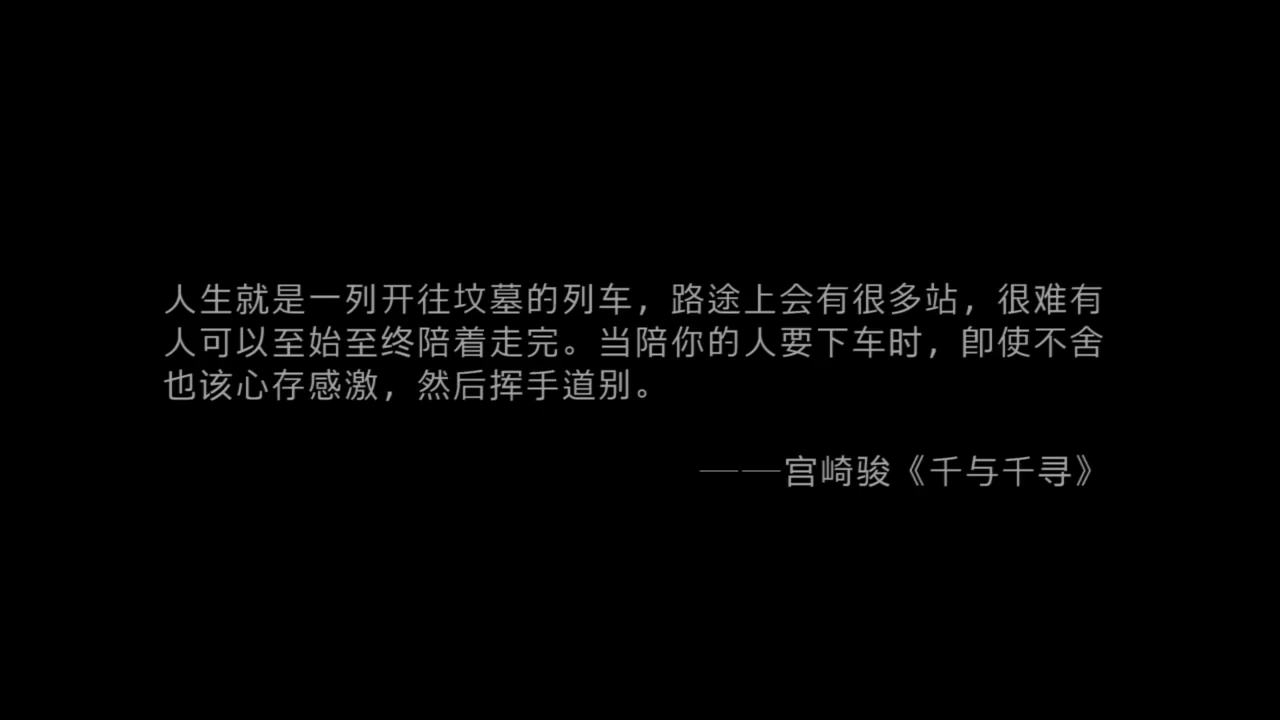 人生就是一列开往坟墓的列车，路途上会有很多站，很难有
人可以至始至终陪着走完。当陪你的人要下车时，即使不舍
也该心存感激，然后挥手道别。
——宫崎骏《千与千寻》